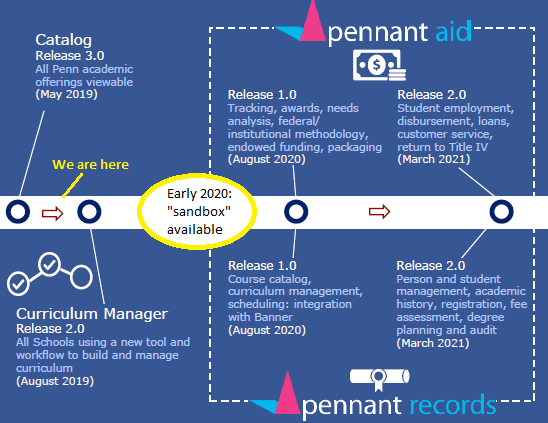 Catalog
Release 3.0
All Penn academic
offerings viewable
(May 2019)
We are here
pennant aid
$
Release 1.0
Tracking, awards, needs
analysis, federal/
institutional methodology,
endowed funding, packaging
(August 2020)
Release 2.0
Student employment,
disbursement, loans,
customer service,
return to Title IV
(March 2021)
Early 2020:
"sandbox"
available
Curriculum Manager
Release 2.0
All Schools using a new tool and
workflow to build and manage
curriculum
(August 2019)
Release 1.0
Course catalog,
curriculum management,
scheduling: integration
with Banner
(August 2020)
Release 2.0
Person and student
management, academic
history, registration, fee
assessment, degree
planning and audit
(March 2021)
pennant records